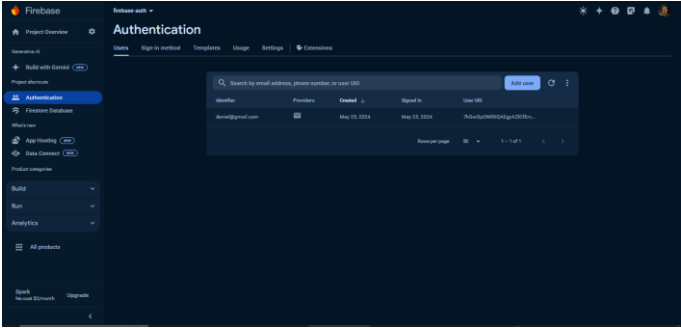 Firebase
Project Overview
Generative AI
Build with Gemini NEW
Project shortcuts
Authentication
Firestore Database
What's new
App Hosting NEW
Data Connect NEW
Product categories
Build
Run
Analytics
All products
Spark
No-cost $0/month
Upgrade
firebase-auth
Authentication
Users Sign-in method Templates Usage Settings Extensions
Search by email address, phone number, or user UID
Add user
Identifier Providers Created Signed In User UID
daniel@gmail.com May 25, 2024 May 25, 2024
Rows per page: 50 1 – 1 of 1